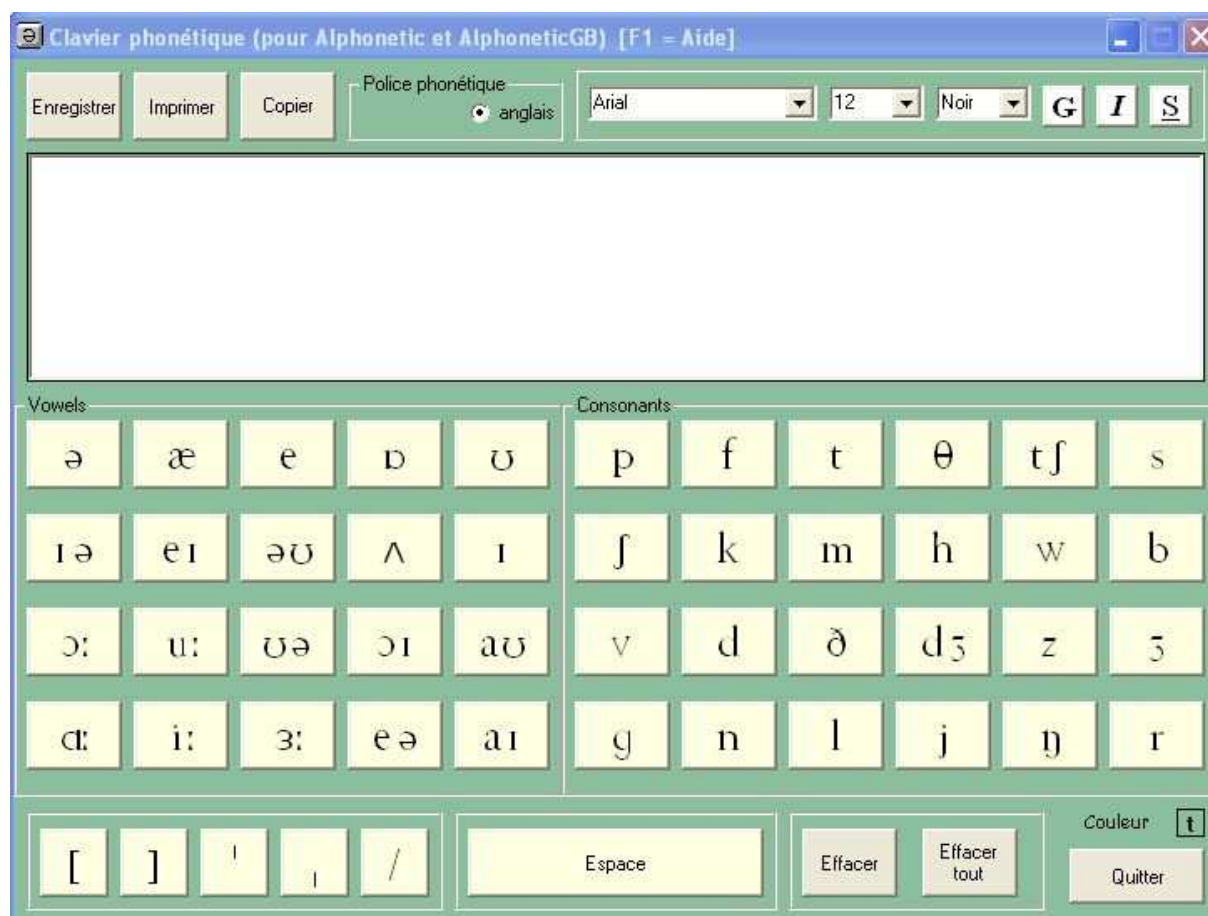 ə Clavier phonétique (pour Alphonetic et AlphoneticGB) [F1 = Aide]
Enregistrer Imprimer Copier Police phonétique anglais Arial 12 Noir G I S
Vowels Consonants
ə æ e ɒ ʊ p f t θ tʃ s
ɪə eɪ əʊ ʌ ɪ ʃ k m h w b
ɔː uː ʊə ɔɪ aʊ v d ð dʒ z ʒ
ɑː iː ɜː eə aɪ g n l j ŋ r
[ ] ˈ ˌ / Espace Effacer Effacer tout Couleur t
Quitter